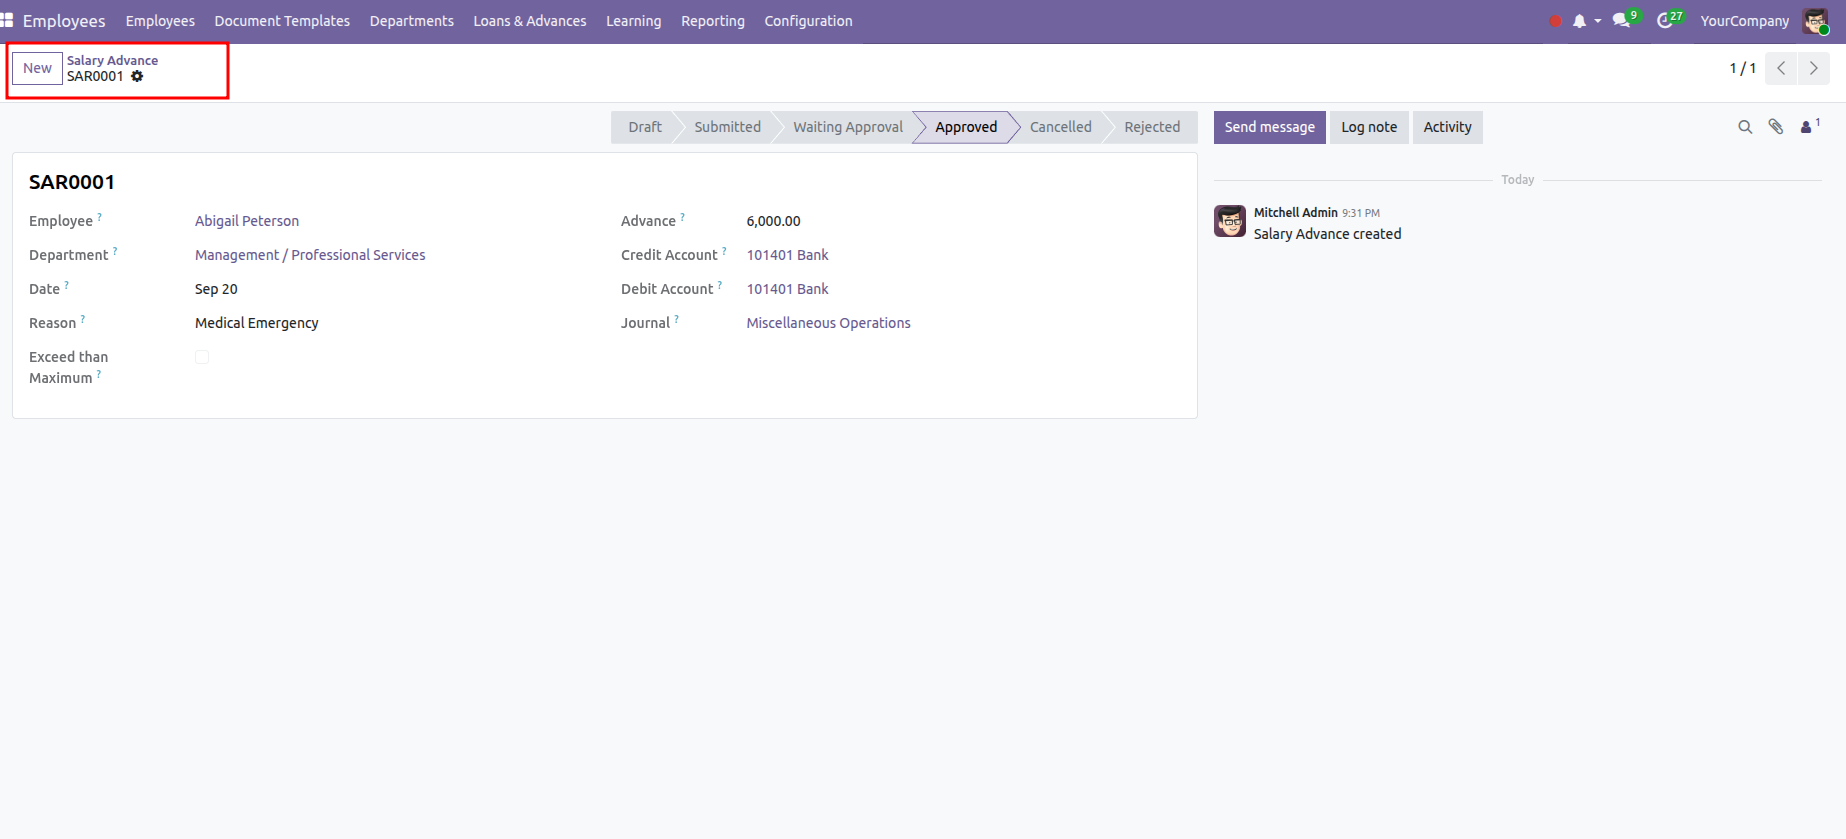 Employees Employees Document Templates Departments Loans & Advances Learning Reporting Configuration 9 27 YourCompany
New Salary Advance
SAR0001
1 / 1
Draft Submitted Waiting Approval Approved Cancelled Rejected Send message Log note Activity 1
SAR0001
Employee ? Abigail Peterson
Department ? Management / Professional Services
Date ? Sep 20
Reason ? Medical Emergency
Exceed than
Maximum ?
Advance ? 6,000.00
Credit Account ? 101401 Bank
Debit Account ? 101401 Bank
Journal ? Miscellaneous Operations
Today
Mitchell Admin 9:31 PM
Salary Advance created